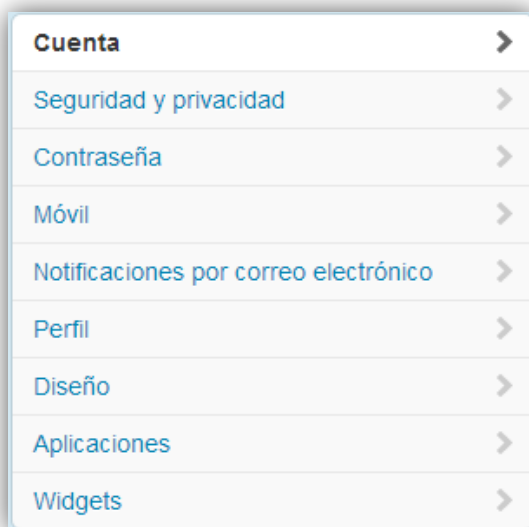 Cuenta
Seguridad y privacidad
Contraseña
Móvil
Notificaciones por correo electrónico
Perfil
Diseño
Aplicaciones
Widgets